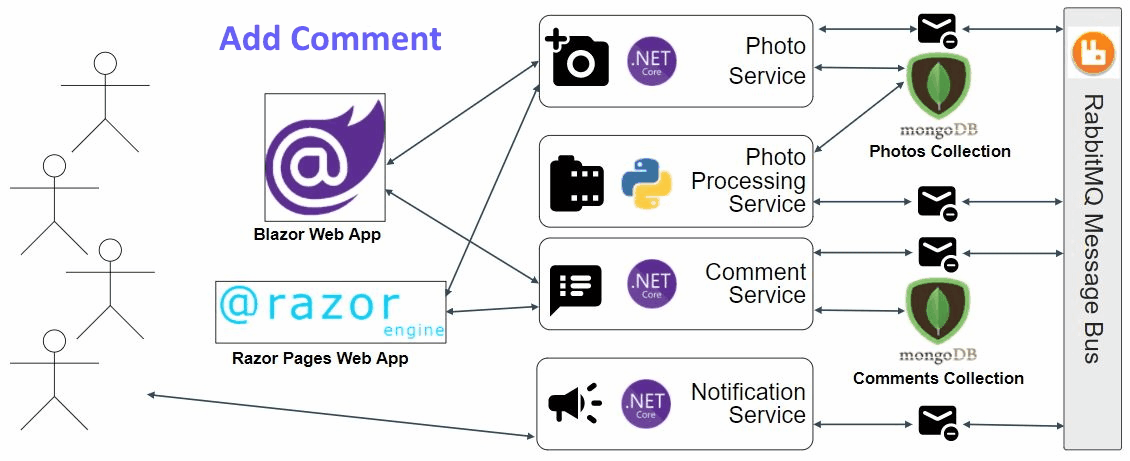 Add Comment
Blazor Web App
@razor
engine
Razor Pages Web App
.NET
Core
Photo
Service
Photo
Processing
Service
.NET
Core
Comment
Service
.NET
Core
Notification
Service
mongoDB
Photos Collection
mongoDB
Comments Collection
RabbitMQ Message Bus